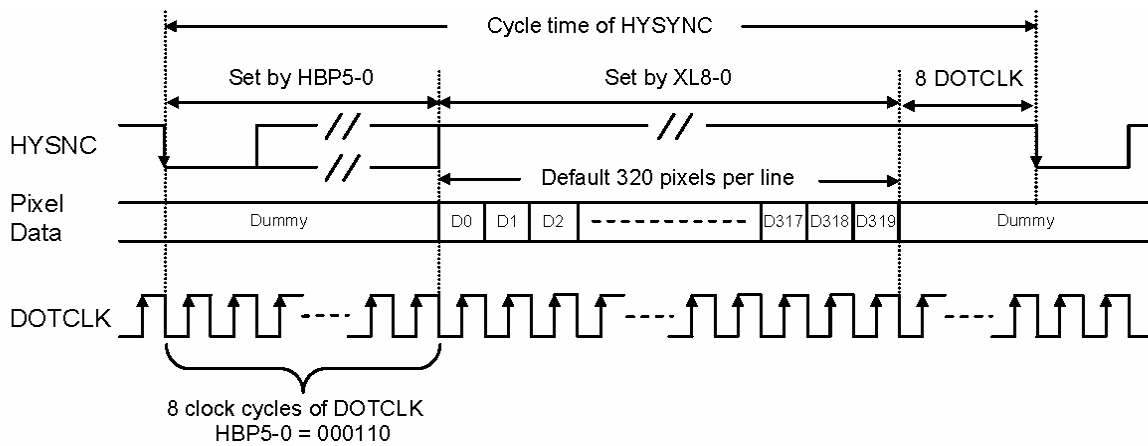 Cycle time of HYSYNC
Set by HBP5-0
Set by XL8-0
8 DOTCLK
HYSNC
Default 320 pixels per line
Pixel
Data
Dummy
D0
D1
D2
D317
D318
D319
Dummy
DOTCLK
8 clock cycles of DOTCLK
HBP5-0 = 000110